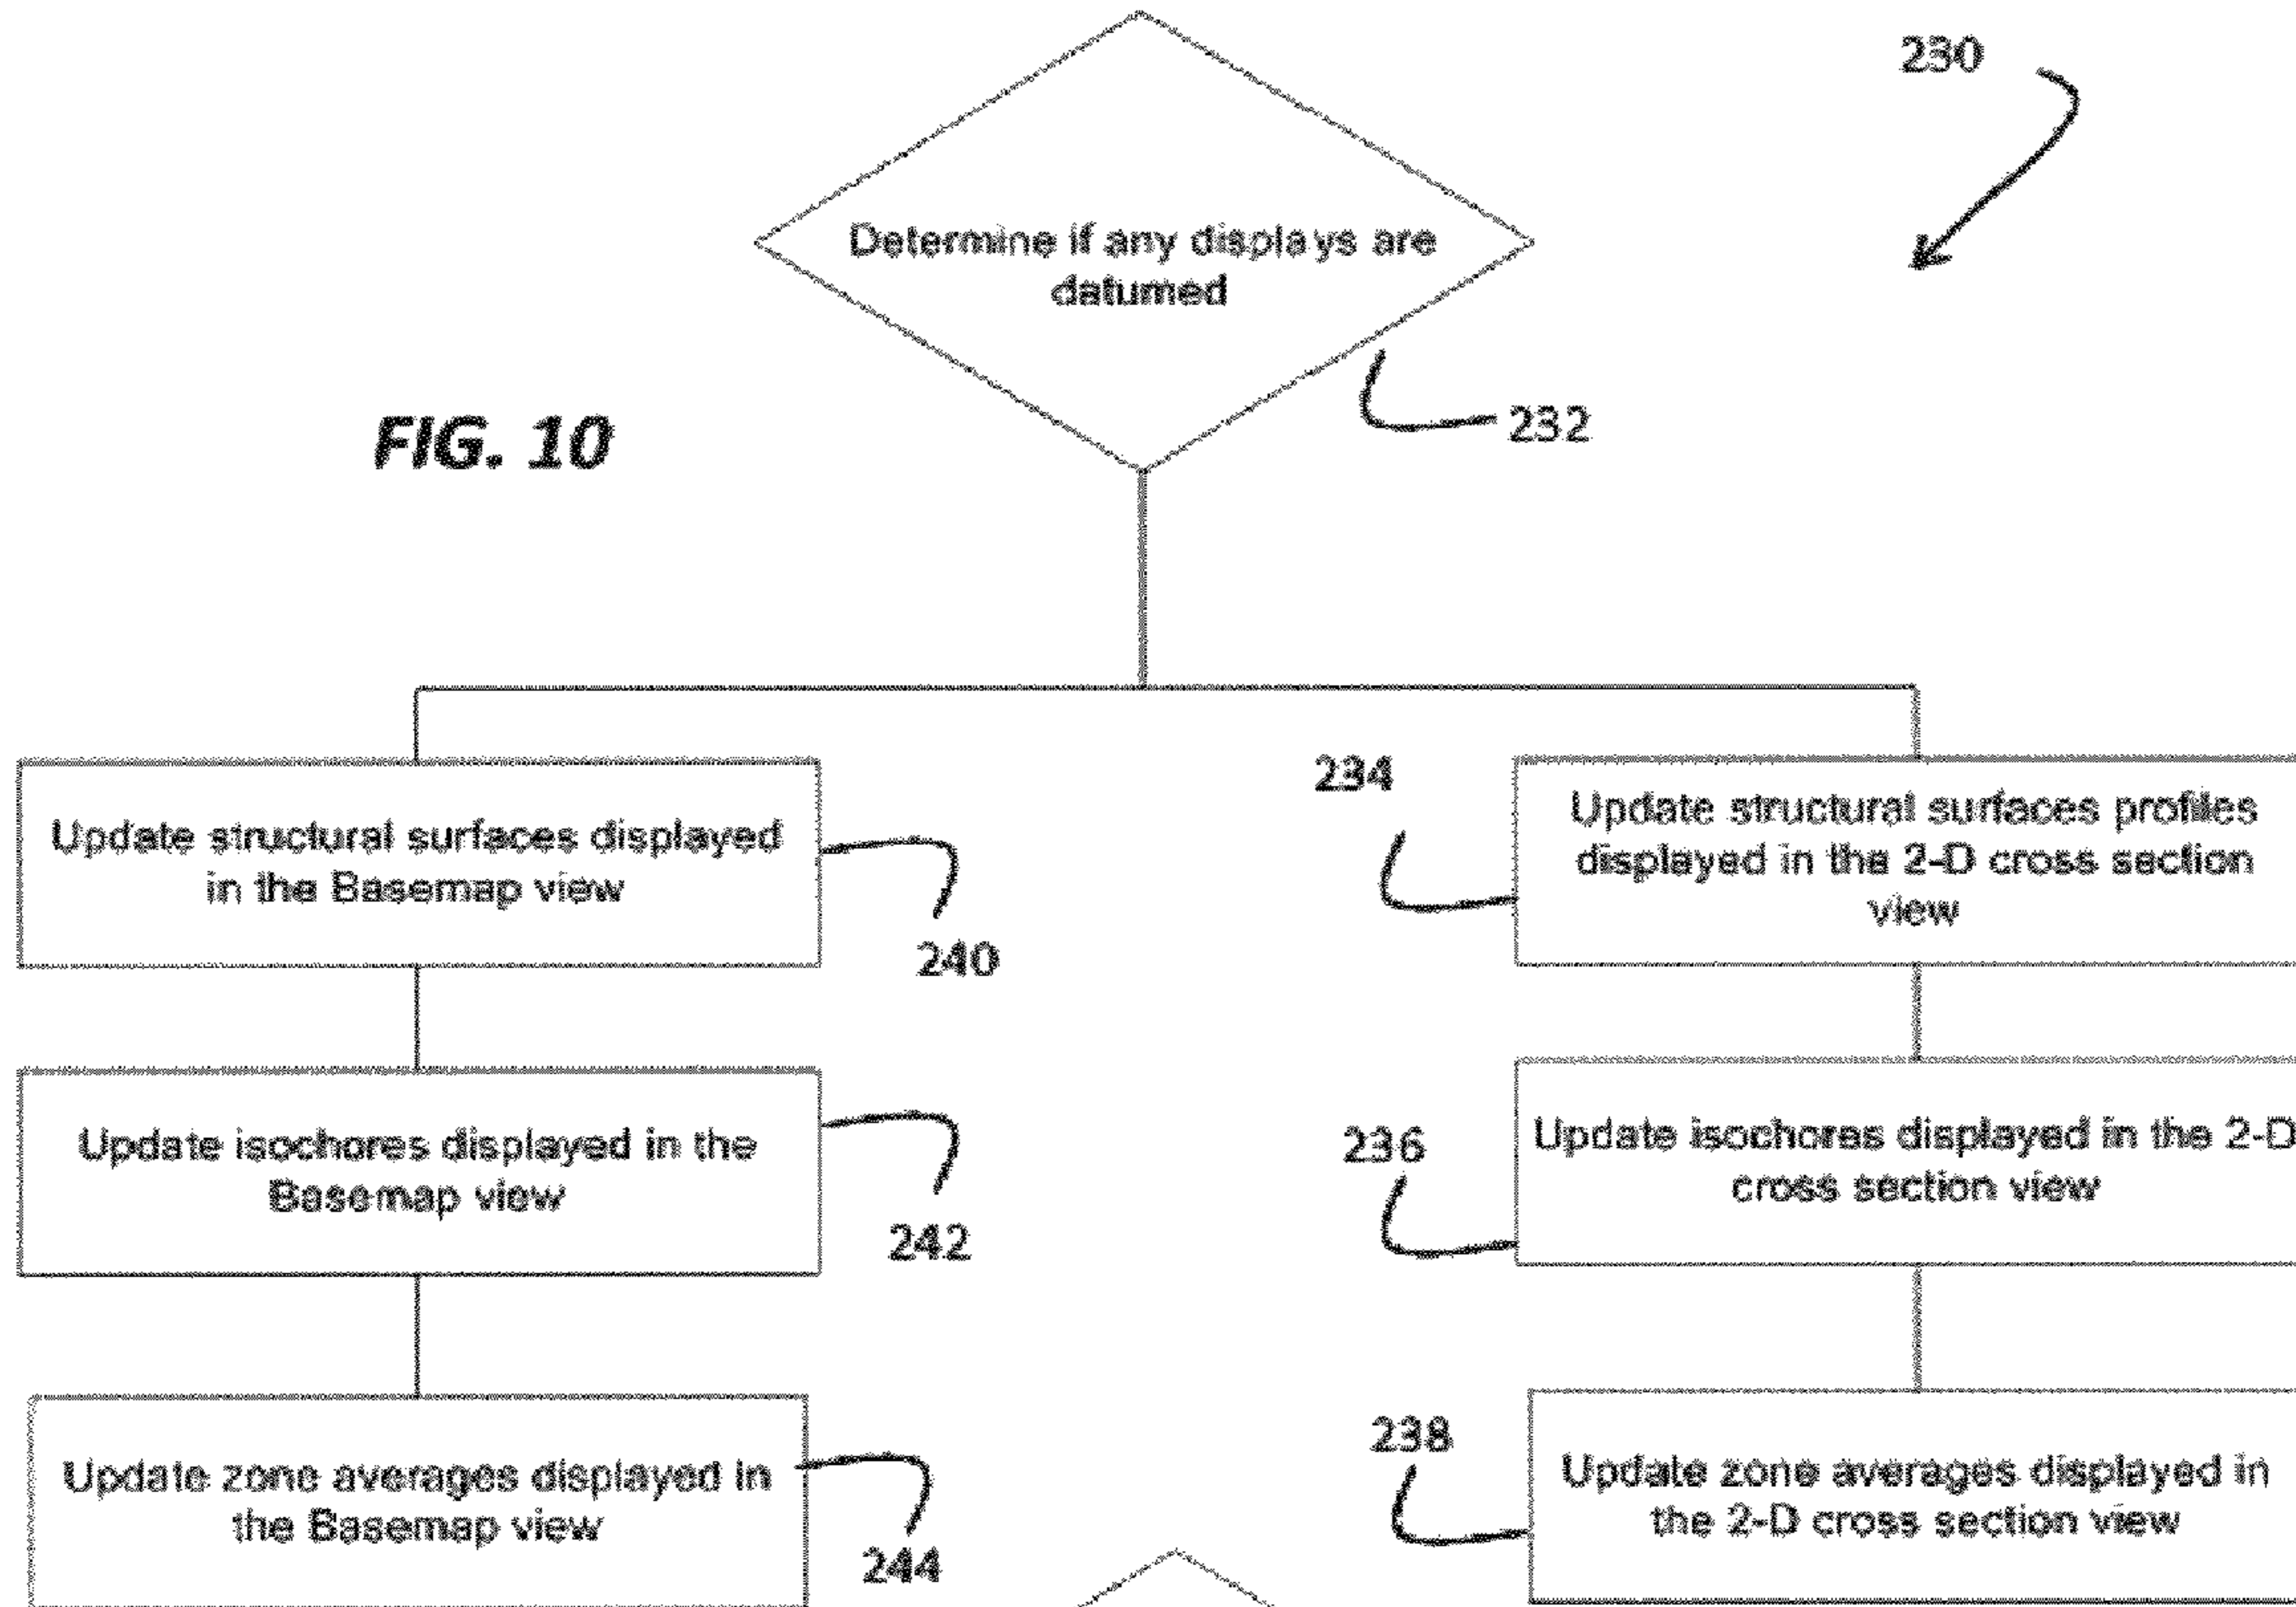 230
Determine if any displays are
datumed
232
FIG. 10
Update structural surfaces displayed
in the Basemap view
240
234
Update structural surfaces profiles
displayed in the 2-D cross section
view
Update isochores displayed in the
Basemap view
242
236
Update isochores displayed in the 2-D
cross section view
Update zone averages displayed in
the Basemap view
244
238
Update zone averages displayed in
the 2-D cross section view